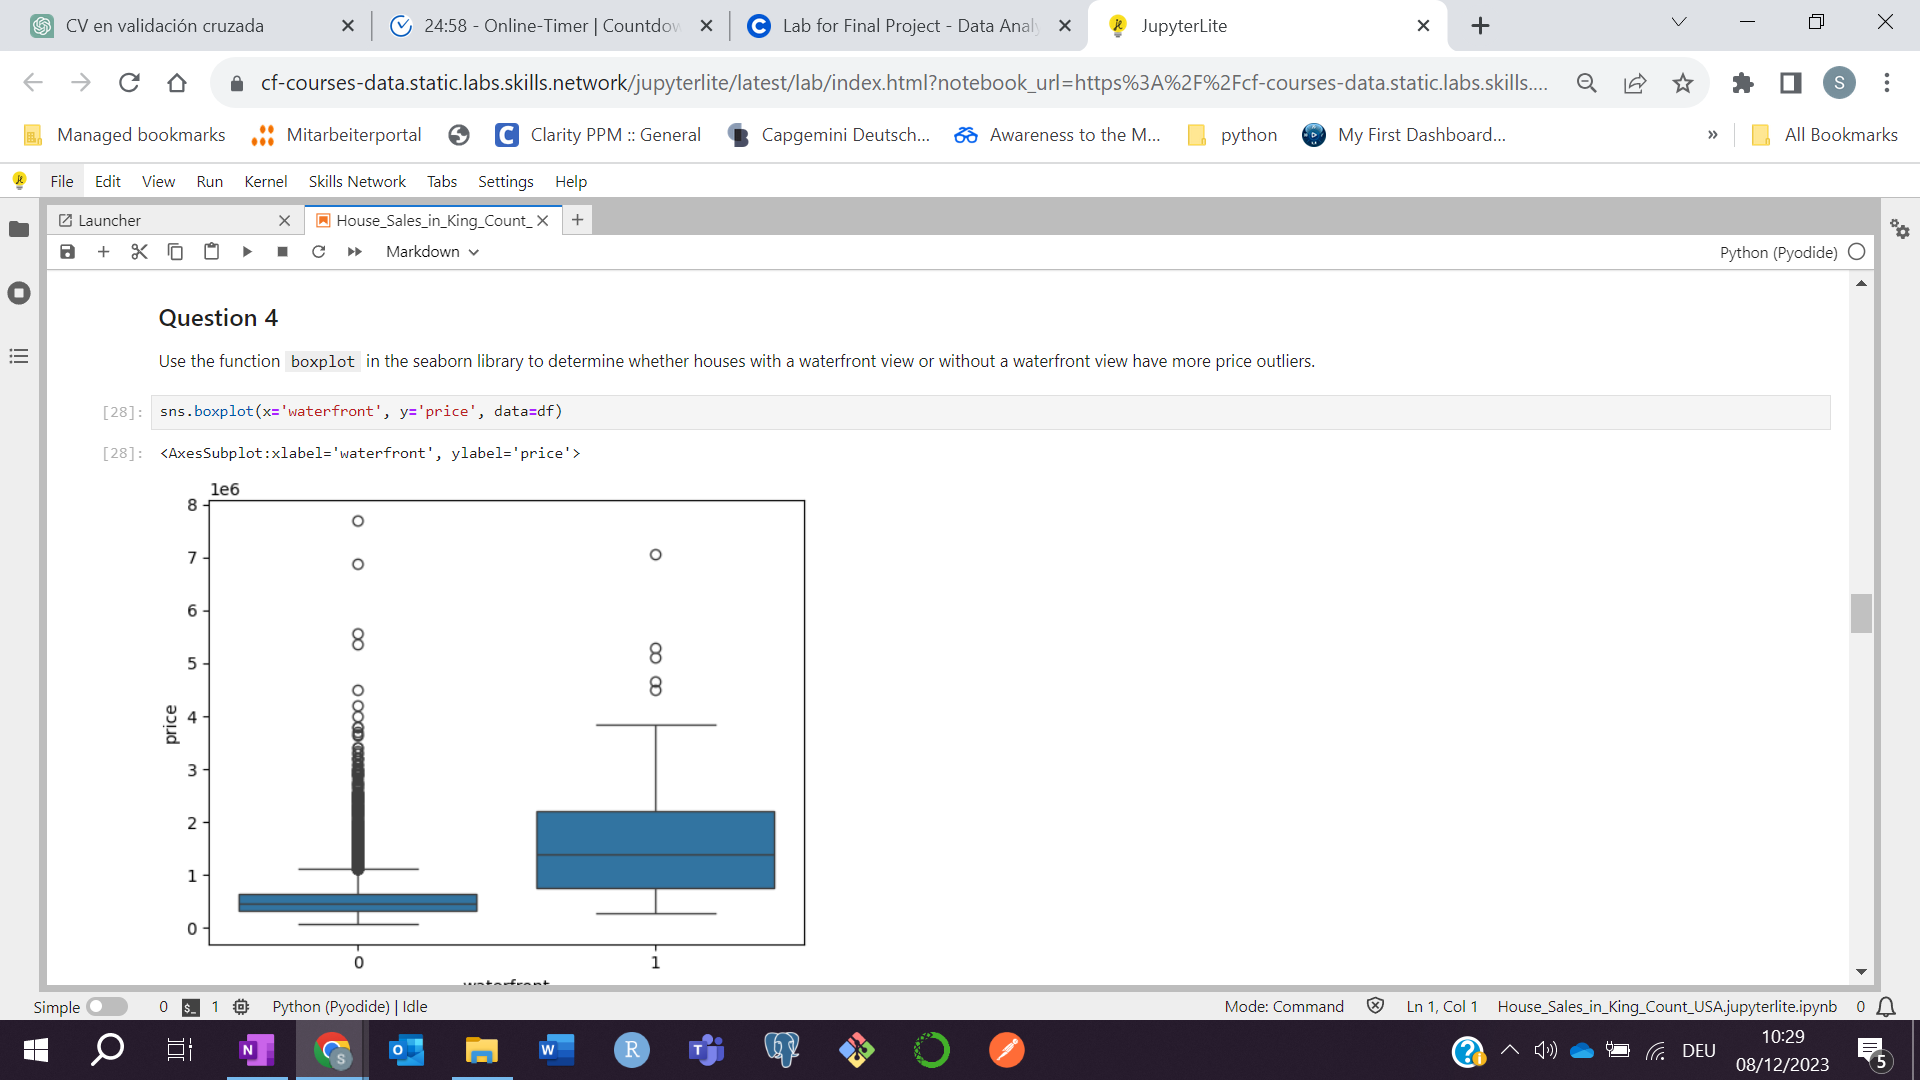 CV en validación cruzada
24:58 - Online-Timer | Countdow
Lab for Final Project - Data Analy
JupyterLite
cf-courses-data.static.labs.skills.network/jupyterlite/latest/lab/index.html?notebook_url=https%3A%2F%2Fcf-courses-data.static.labs.skills....
S
Managed bookmarks
Mitarbeiterportal
Clarity PPM :: General
Capgemini Deutsch...
Awareness to the M...
python
My First Dashboard...
»
All Bookmarks
File Edit View Run Kernel Skills Network Tabs Settings Help
Launcher
House_Sales_in_King_Count_
Markdown
Python (Pyodide)
Question 4
Use the function boxplot in the seaborn library to determine whether houses with a waterfront view or without a waterfront view have more price outliers.
[28]: sns.boxplot(x='waterfront', y='price', data=df)
[28]: <AxesSubplot:xlabel='waterfront', ylabel='price'>
1e6
8
7
6
5
4
3
2
1
0
price
0 1
waterfront
Simple 0 $_ 1 Python (Pyodide) | Idle
Mode: Command Ln 1, Col 1 House_Sales_in_King_Count_USA.jupyterlite.ipynb 0
DEU
10:29
08/12/2023
5